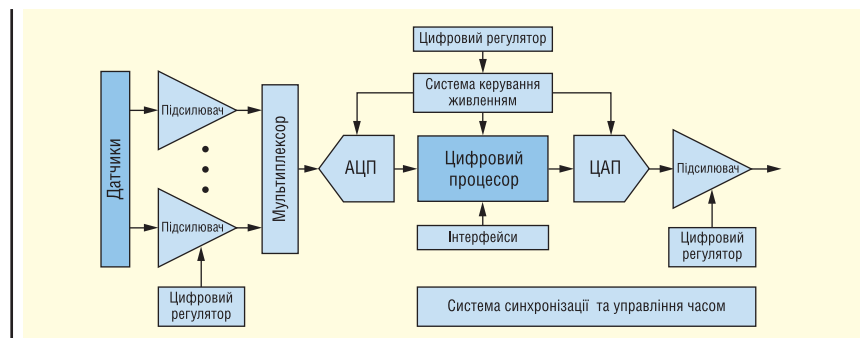 Цифровий регулятор
Система керування
живленням
Датчики
Підсилювач
Підсилювач
Мультиплексор
АЦП
Цифровий
процесор
ЦАП
Підсилювач
Інтерфейси
Цифровий
регулятор
Цифровий
регулятор
Система синхронізації та управління часом